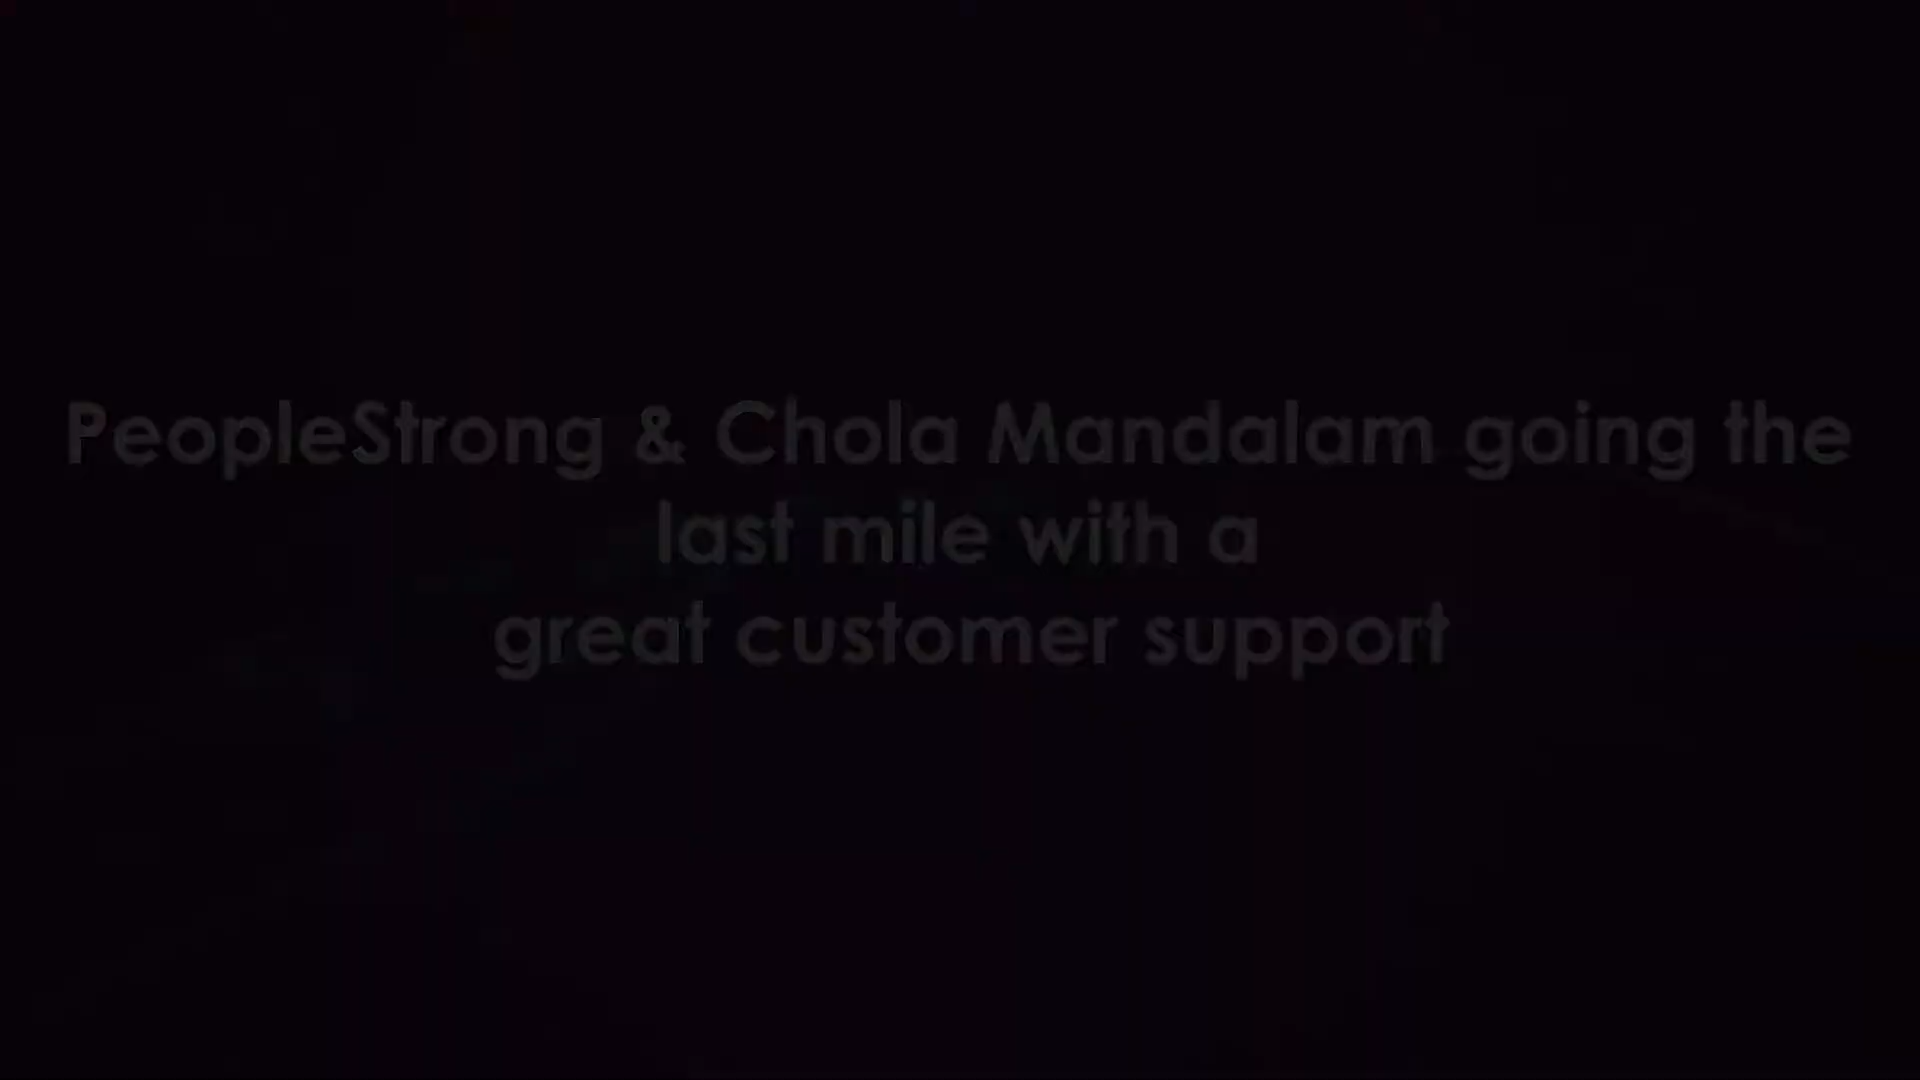 PeopleStrong & Chola Mandalam going the
last mile with a
great customer support